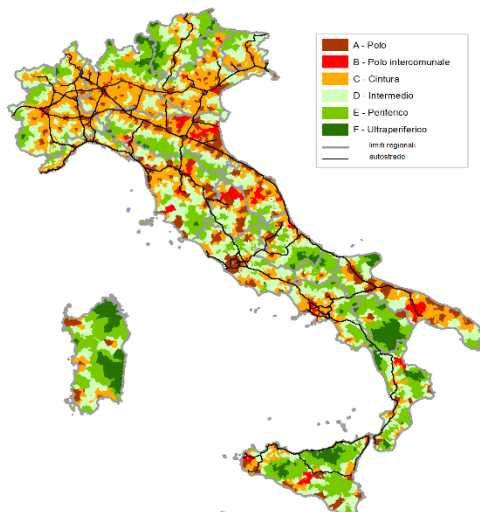 A - Polo
B - Polo intercomunale
C - Cintura
D - Intermedio
E - Periferico
F - Ultraperiferico
limiti regionali
autostrade